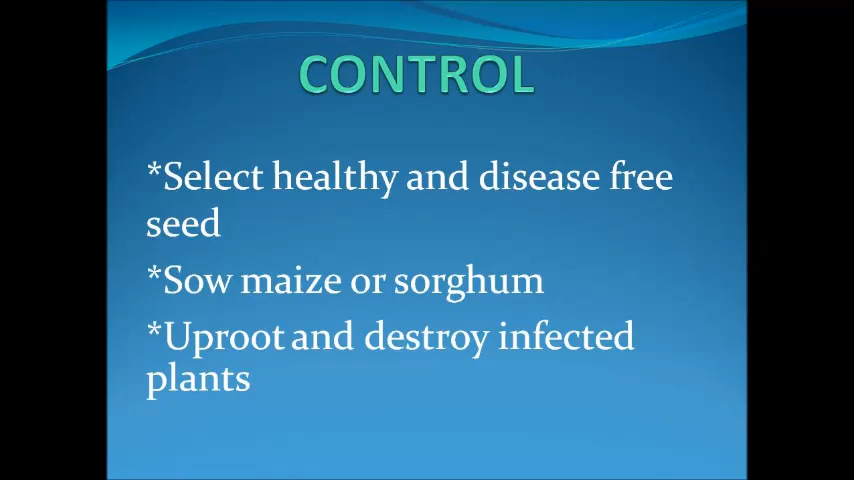 CONTROL
*Select healthy and disease free
seed
*Sow maize or sorghum
*Uproot and destroy infected
plants